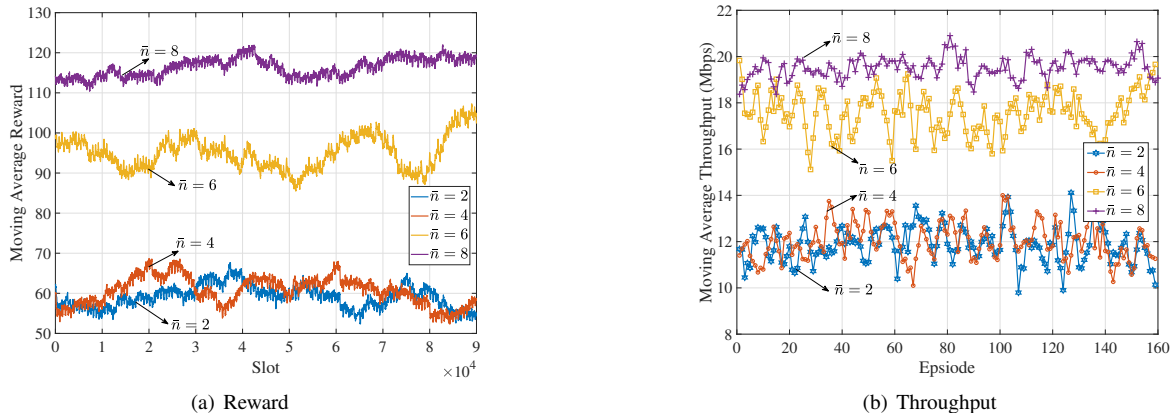 130
120
110
100
90
80
70
60
50
Moving Average Reward
n̄ = 8
n̄ = 6
n̄ = 4
n̄ = 2
n̄ = 2
n̄ = 4
n̄ = 6
n̄ = 8
0 1 2 3 4 5 6 7 8 9
Slot
×10⁴
(a) Reward
22
20
18
16
14
12
10
8
Moving Average Throughput (Mbps)
n̄ = 8
n̄ = 6
n̄ = 4
n̄ = 2
n̄ = 2
n̄ = 4
n̄ = 6
n̄ = 8
0 20 40 60 80 100 120 140 160
Epsiode
(b) Throughput